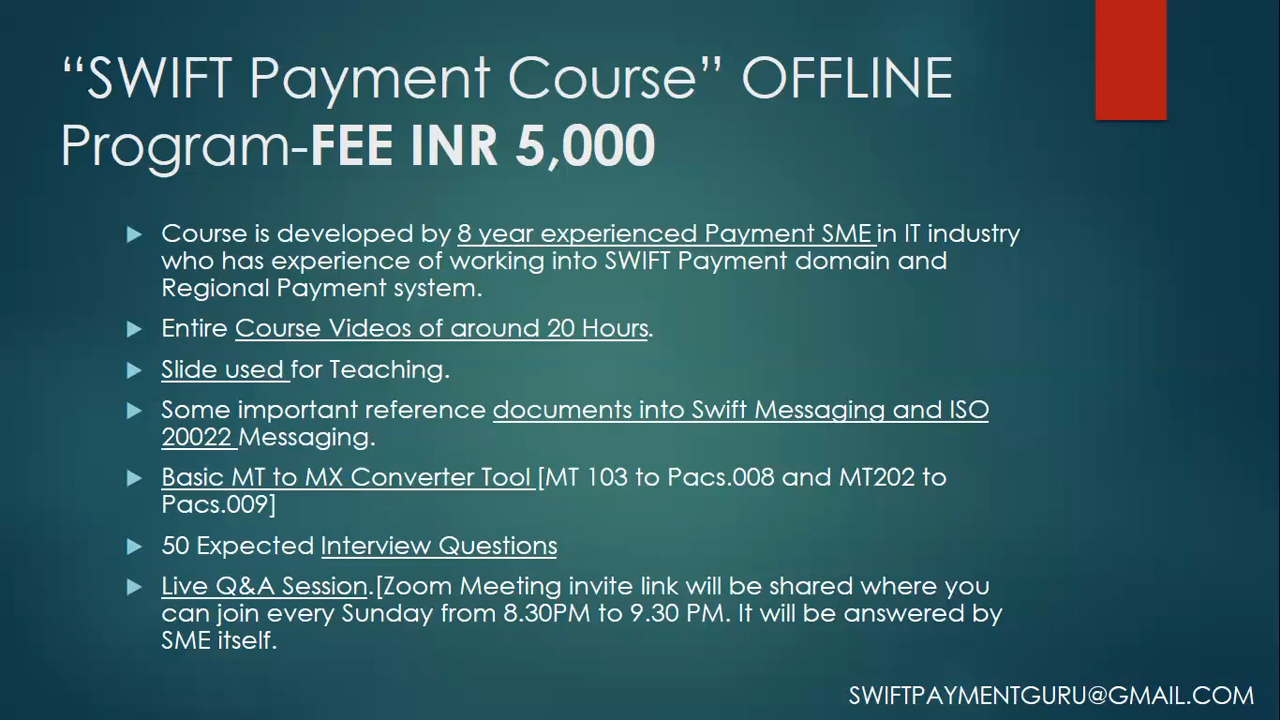 “SWIFT Payment Course” OFFLINE
Program-FEE INR 5,000
Course is developed by 8 year experienced Payment SME in IT industry
who has experience of working into SWIFT Payment domain and
Regional Payment system.
Entire Course Videos of around 20 Hours.
Slide used for Teaching.
Some important reference documents into Swift Messaging and ISO
20022 Messaging.
Basic MT to MX Converter Tool [MT 103 to Pacs.008 and MT202 to
Pacs.009]
50 Expected Interview Questions
Live Q&A Session.[Zoom Meeting invite link will be shared where you
can join every Sunday from 8.30PM to 9.30 PM. It will be answered by
SME itself.
SWIFTPAYMENTGURU@GMAIL.COM